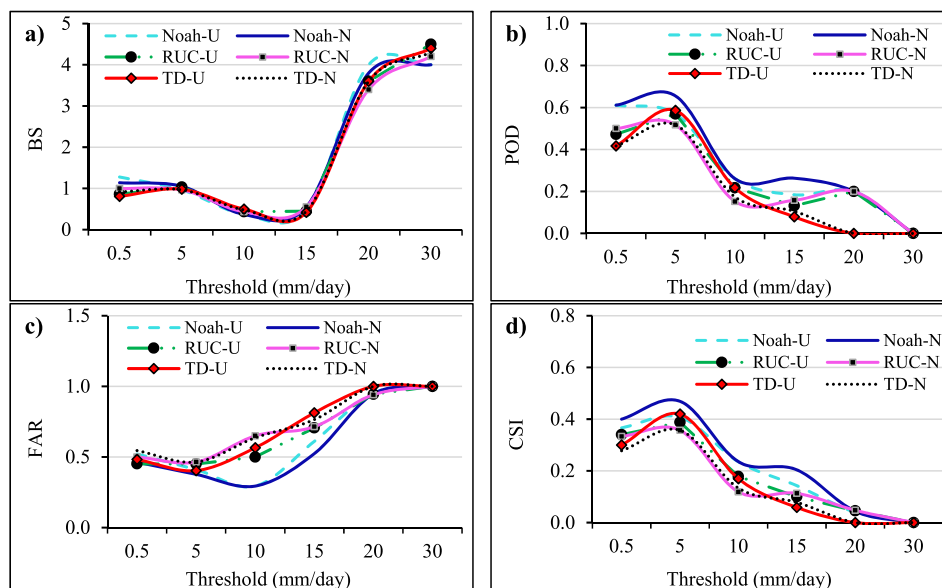 a)
Noah-U Noah-N
RUC-U RUC-N
TD-U TD-N
BS
5
4
3
2
1
0
0.5 5 10 15 20 30
Threshold (mm/day)
b)
Noah-U Noah-N
RUC-U RUC-N
TD-U TD-N
POD
1.0
0.8
0.6
0.4
0.2
0.0
0.5 5 10 15 20 30
Threshold (mm/day)
c)
Noah-U Noah-N
RUC-U RUC-N
TD-U TD-N
FAR
1.5
1.0
0.5
0.0
0.5 5 10 15 20 30
Threshold (mm/day)
d)
Noah-U Noah-N
RUC-U RUC-N
TD-U TD-N
CSI
0.8
0.6
0.4
0.2
0.0
0.5 5 10 15 20 30
Threshold (mm/day)